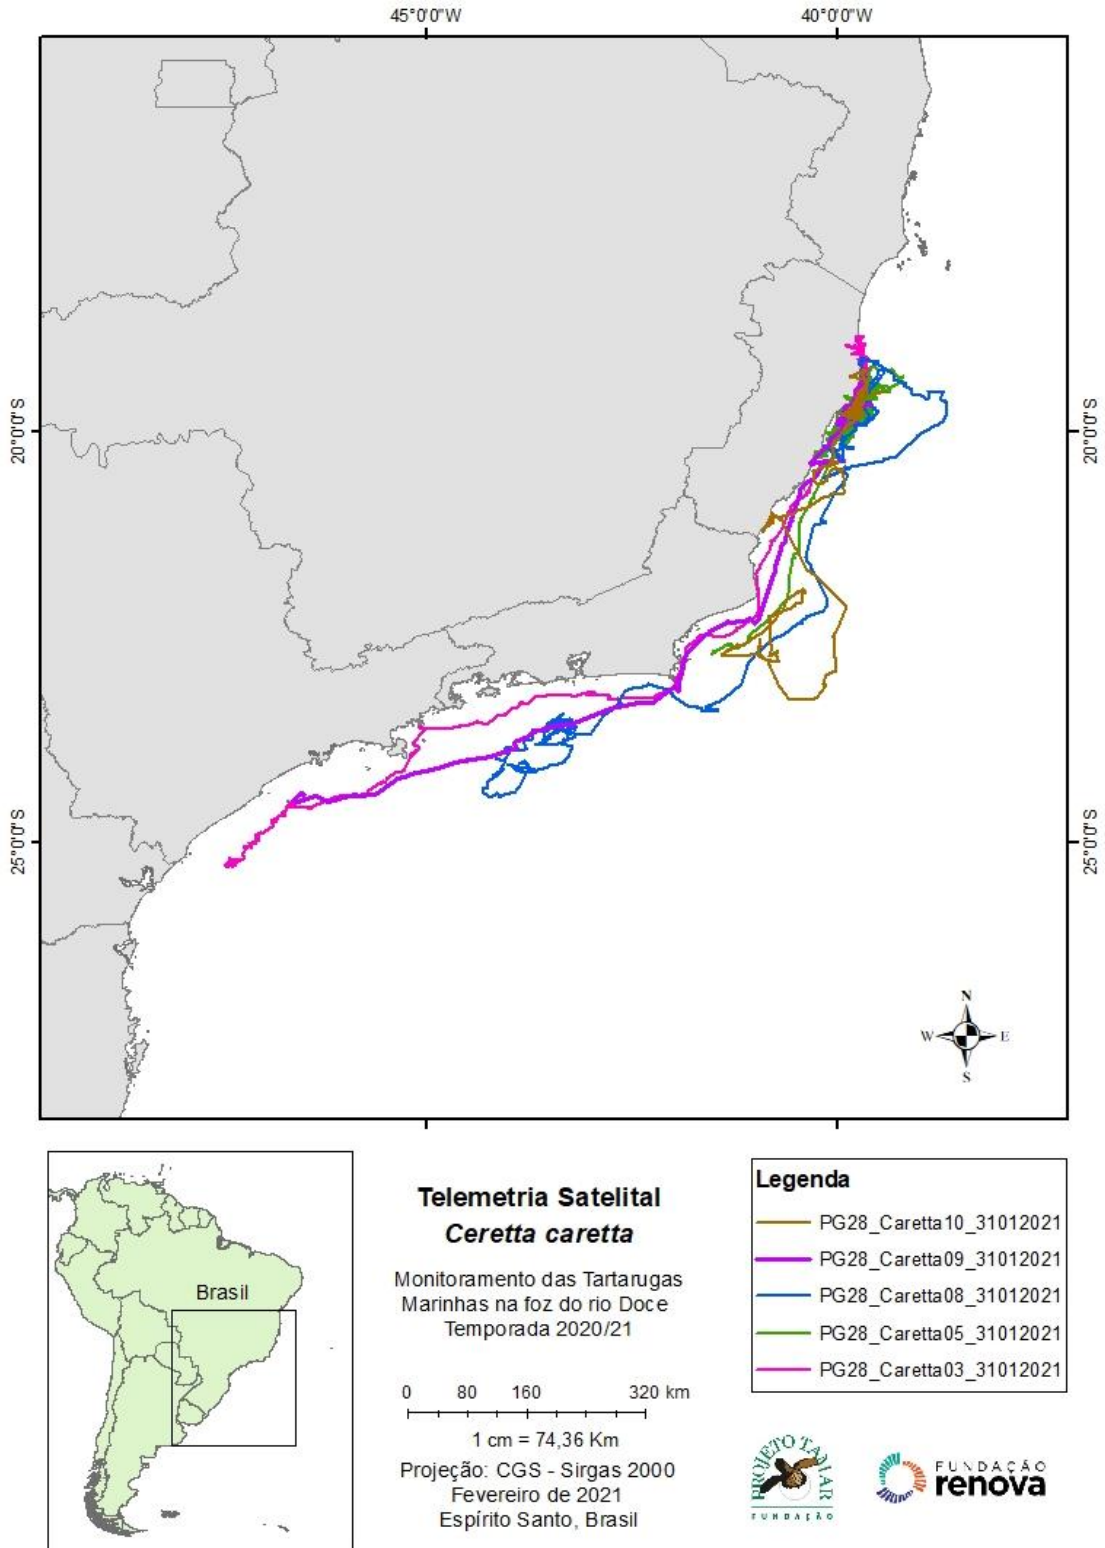 45°0'0"W
40°0'0"W
20°0'0"S
20°0'0"S
25°0'0"S
25°0'0"S
N
W
E
S
Brasil
Telemetria Satelital
Ceretta caretta
Monitoramento das Tartarugas
Marinhas na foz do rio Doce
Temporada 2020/21
0 80 160 320 km
1 cm = 74,36 Km
Projeção: CGS - Sirgas 2000
Fevereiro de 2021
Espírito Santo, Brasil
Legenda
PG28_Caretta10_31012021
PG28_Caretta09_31012021
PG28_Caretta08_31012021
PG28_Caretta05_31012021
PG28_Caretta03_31012021
PROJETO TAMAR
FUNDAÇÃO
FUNDAÇÃO
renova